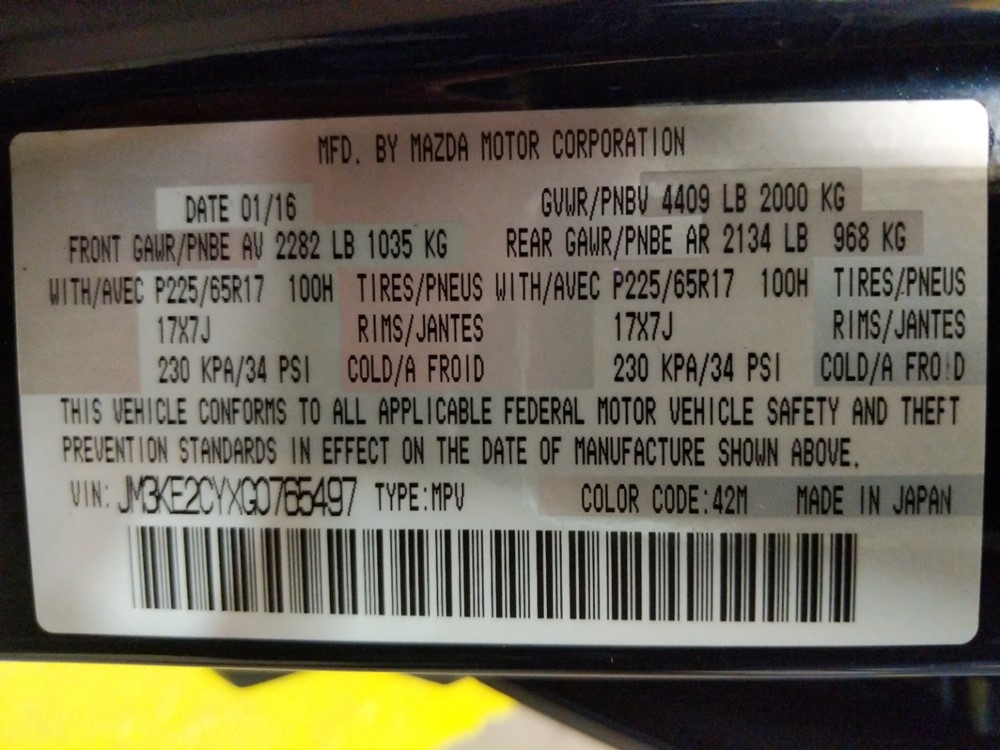 MFD. BY MAZDA MOTOR CORPORATION
DATE 01/16 GVWR/PNBV 4409 LB 2000 KG
FRONT GAWR/PNBE AV 2282 LB 1035 KG REAR GAWR/PNBE AR 2134 LB 968 KG
WITH/AVEC P225/65R17 100H TIRES/PNEUS WITH/AVEC P225/65R17 100H TIRES/PNEUS
17X7J RIMS/JANTES 17X7J RIMS/JANTES
230 KPA/34 PSI COLD/A FROID 230 KPA/34 PSI COLD/A FROID
THIS VEHICLE CONFORMS TO ALL APPLICABLE FEDERAL MOTOR VEHICLE SAFETY AND THEFT
PREVENTION STANDARDS IN EFFECT ON THE DATE OF MANUFACTURE SHOWN ABOVE.
VIN: JM3KE2CYXG0765497 TYPE:MPV COLOR CODE:42M MADE IN JAPAN